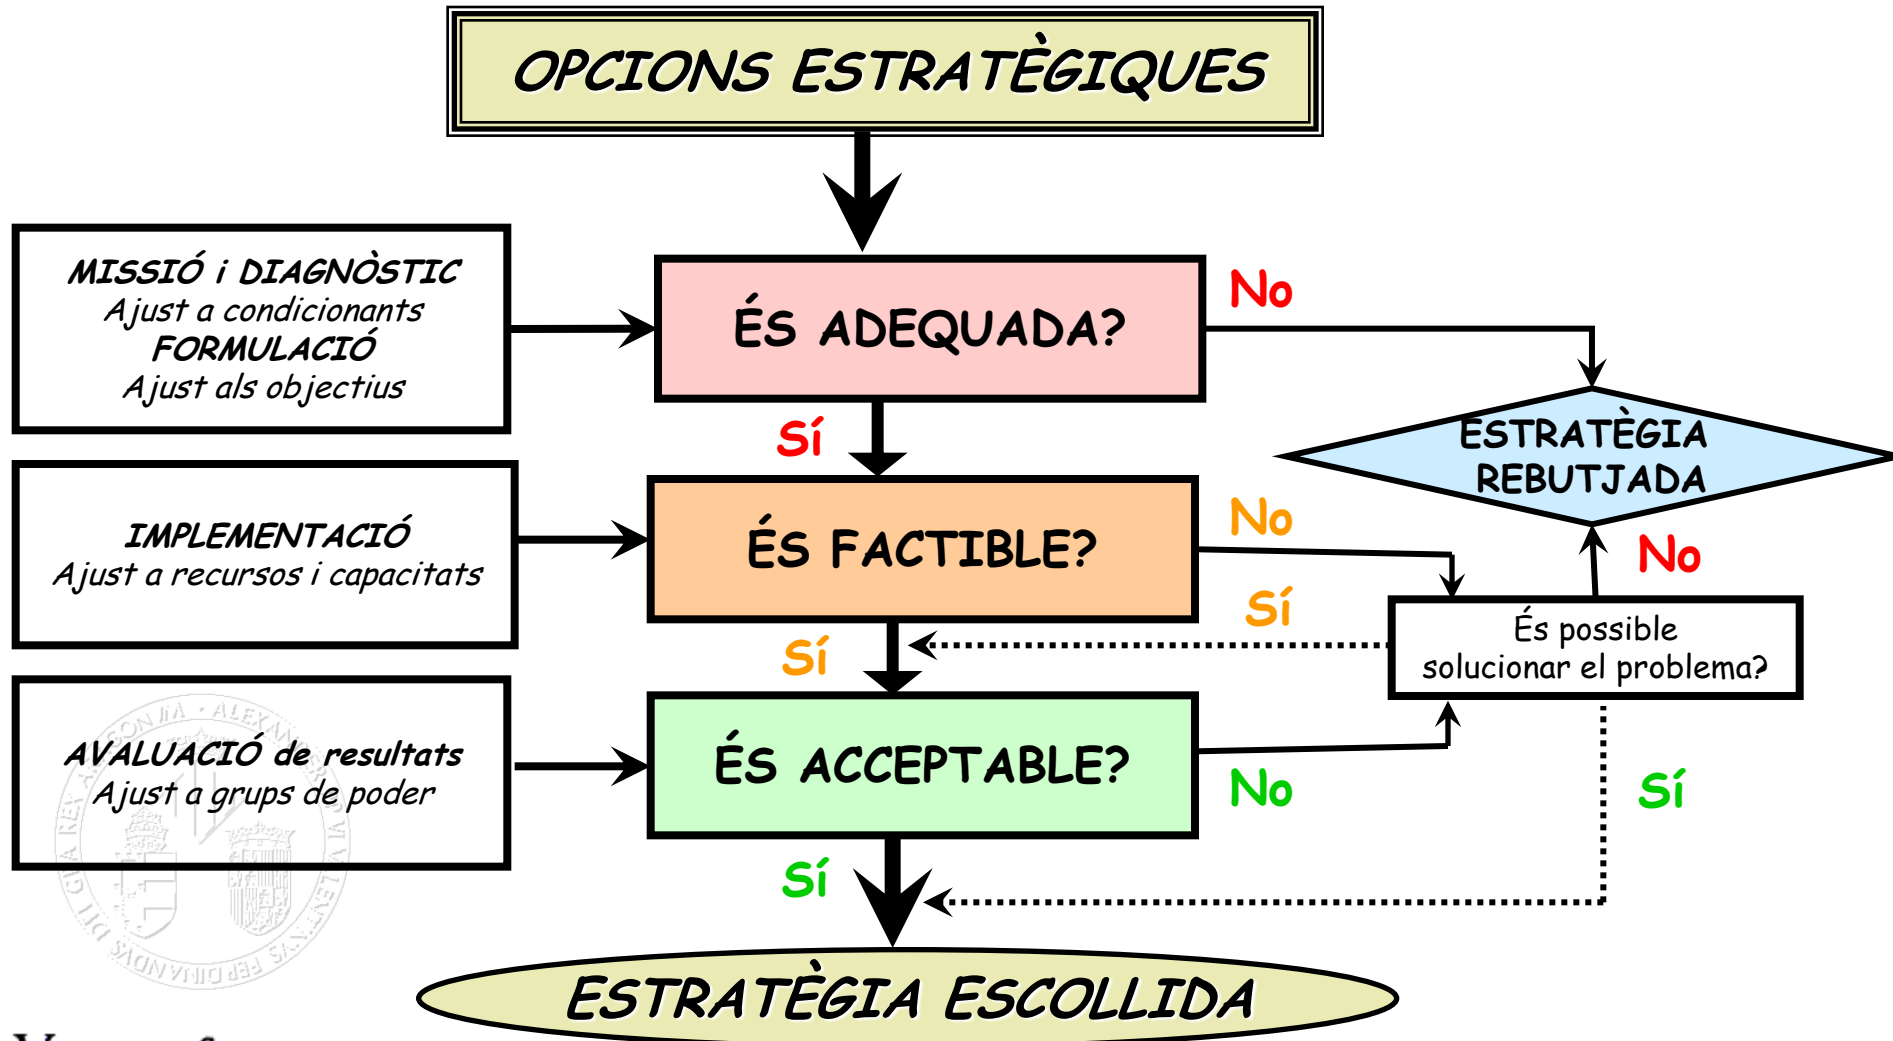 OPCIONS ESTRATÈGIQUES
MISSIÓ i DIAGNÒSTIC
Ajust a condicionants
FORMULACIÓ
Ajust als objectius
ÉS ADEQUADA?
No
Sí
ESTRATÈGIA
REBUTJADA
IMPLEMENTACIÓ
Ajust a recursos i capacitats
ÉS FACTIBLE?
No
No
Sí
Sí
És possible
solucionar el problema?
AVALUACIÓ de resultats
Ajust a grups de poder
ÉS ACCEPTABLE?
No
Sí
Sí
ESTRATÈGIA ESCOLLIDA